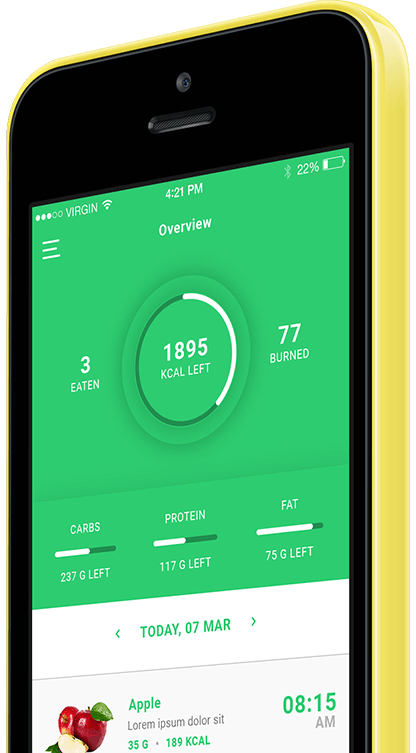 VIRGIN 4:21 PM 22%
Overview
3
EATEN
1895
KCAL LEFT
77
BURNED
CARBS PROTEIN FAT
237 G LEFT 117 G LEFT 75 G LEFT
‹ TODAY, 07 MAR ›
Apple
Lorem ipsum dolor sit
35 G • 189 KCAL
08:15
AM